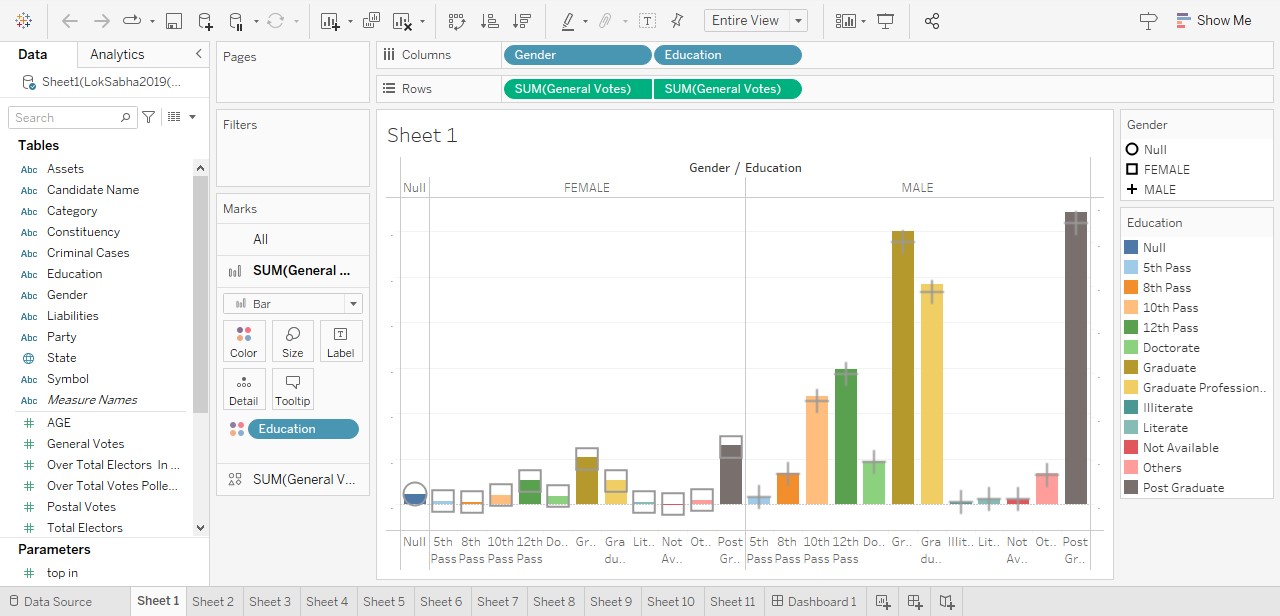 Entire View
Show Me
Data
Analytics
Sheet1(LokSabha2019(...
Search
Tables
Abc Assets
Abc Candidate Name
Abc Category
Abc Constituency
Abc Criminal Cases
Abc Education
Abc Gender
Abc Liabilities
Abc Party
State
Abc Symbol
Abc Measure Names
# AGE
# General Votes
# Over Total Electors In ...
# Over Total Votes Polle...
# Postal Votes
# Total Electors
Parameters
# top in
Pages
Filters
Marks
All
SUM(General ...
Bar
Color
Size
T
Label
Detail
Tooltip
Education
SUM(General V...
Columns
Gender
Education
Rows
SUM(General Votes)
SUM(General Votes)
Sheet 1
Gender / Education
Null
FEMALE
MALE
Null
5th Pass
8th Pass
10th Pass
12th Pass
Do..
Gr..
Gra du..
Lit..
Not Av..
Ot..
Post Gr..
5th Pass
8th Pass
10th Pass
12th Pass
Do..
Gr..
Gra du..
Illit..
Lit..
Not Av..
Ot..
Post Gr..
Gender
Null
FEMALE
MALE
Education
Null
5th Pass
8th Pass
10th Pass
12th Pass
Doctorate
Graduate
Graduate Profession..
Illiterate
Literate
Not Available
Others
Post Graduate
Data Source
Sheet 1
Sheet 2
Sheet 3
Sheet 4
Sheet 5
Sheet 6
Sheet 7
Sheet 8
Sheet 9
Sheet 10
Sheet 11
Dashboard 1